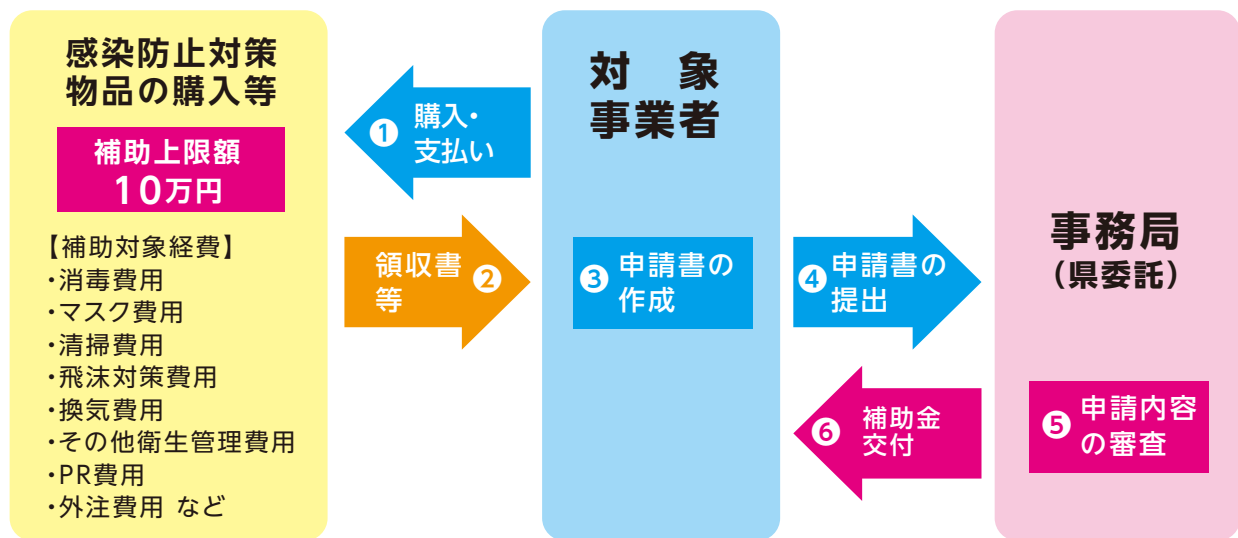 感染防止対策
物品の購入等
補助上限額
10万円
【補助対象経費】
・消毒費用
・マスク費用
・清掃費用
・飛沫対策費用
・換気費用
・その他衛生管理費用
・PR費用
・外注費用 など
❶ 購入・
支払い
領収書 ❷
等
対 象
事業者
❸ 申請書の
作成
❹ 申請書の
提出
事務局
（県委託）
❺ 申請内容
の審査
❻ 補助金
交付